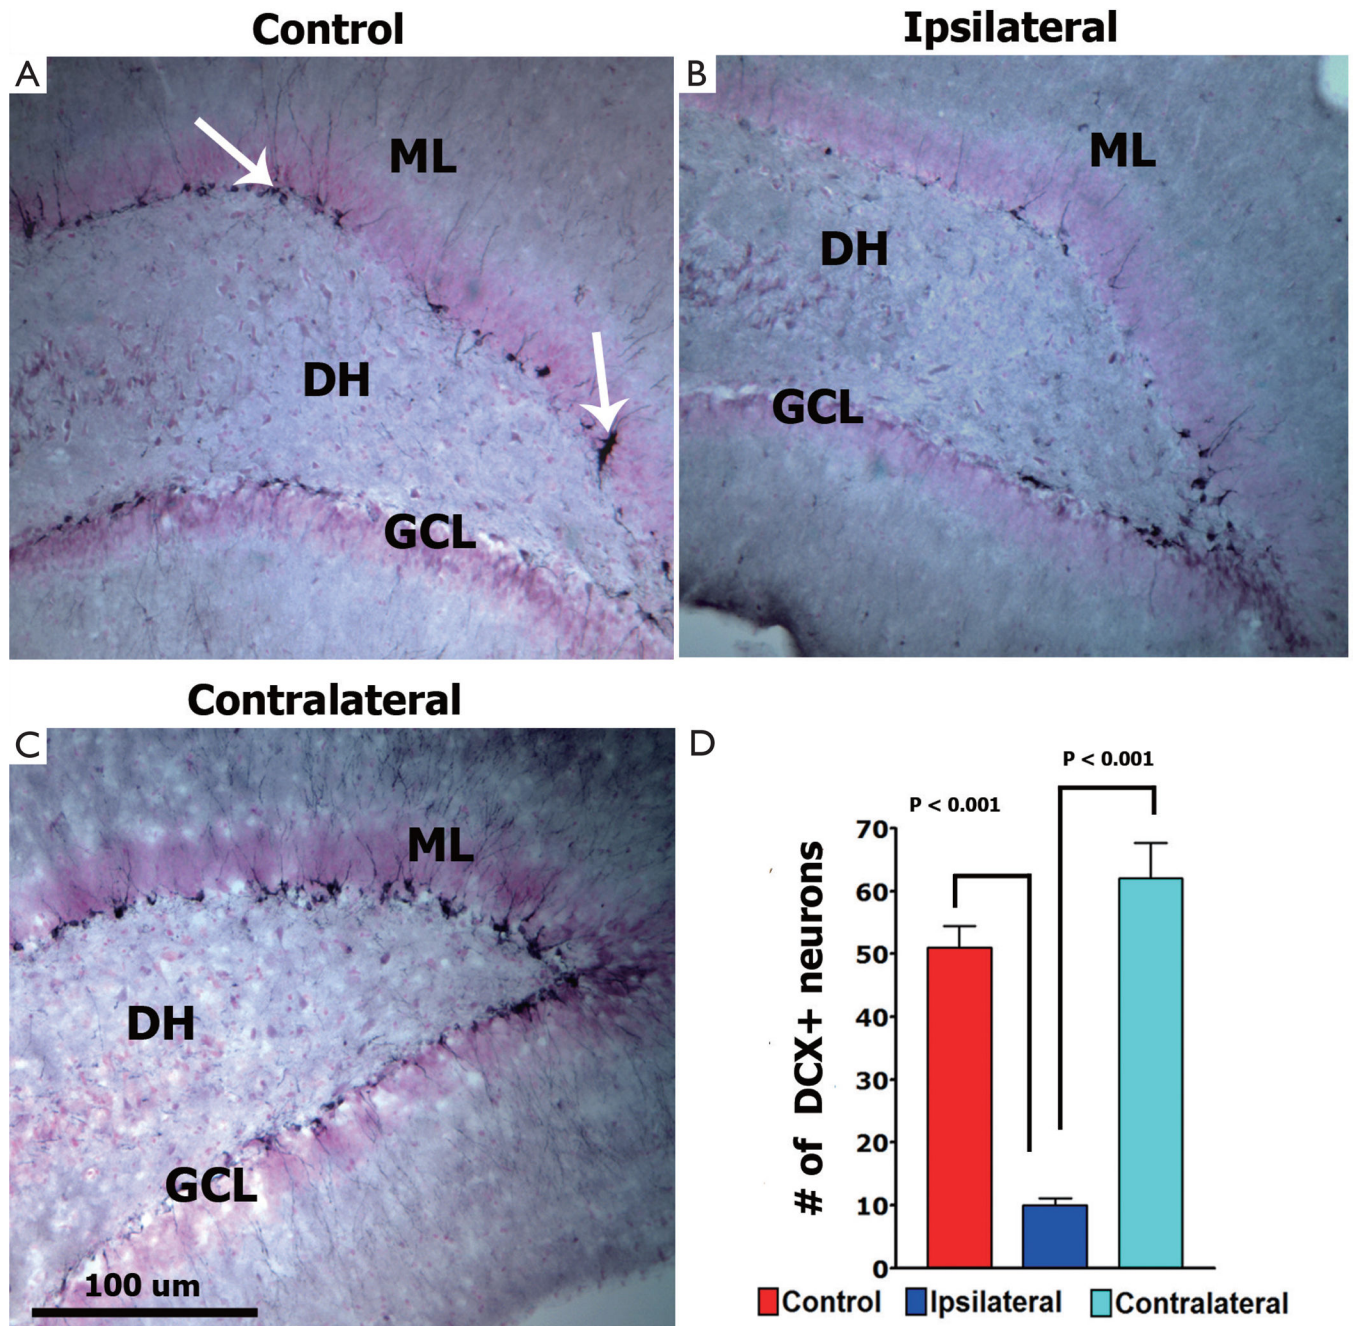 Control
Ipsilateral
A
ML
DH
GCL
B
ML
DH
GCL
Contralateral
C
ML
DH
GCL
100 um
D
P < 0.001
P < 0.001
# of DCX+ neurons
70
60
50
40
30
20
10
0
Control
Ipsilateral
Contralateral